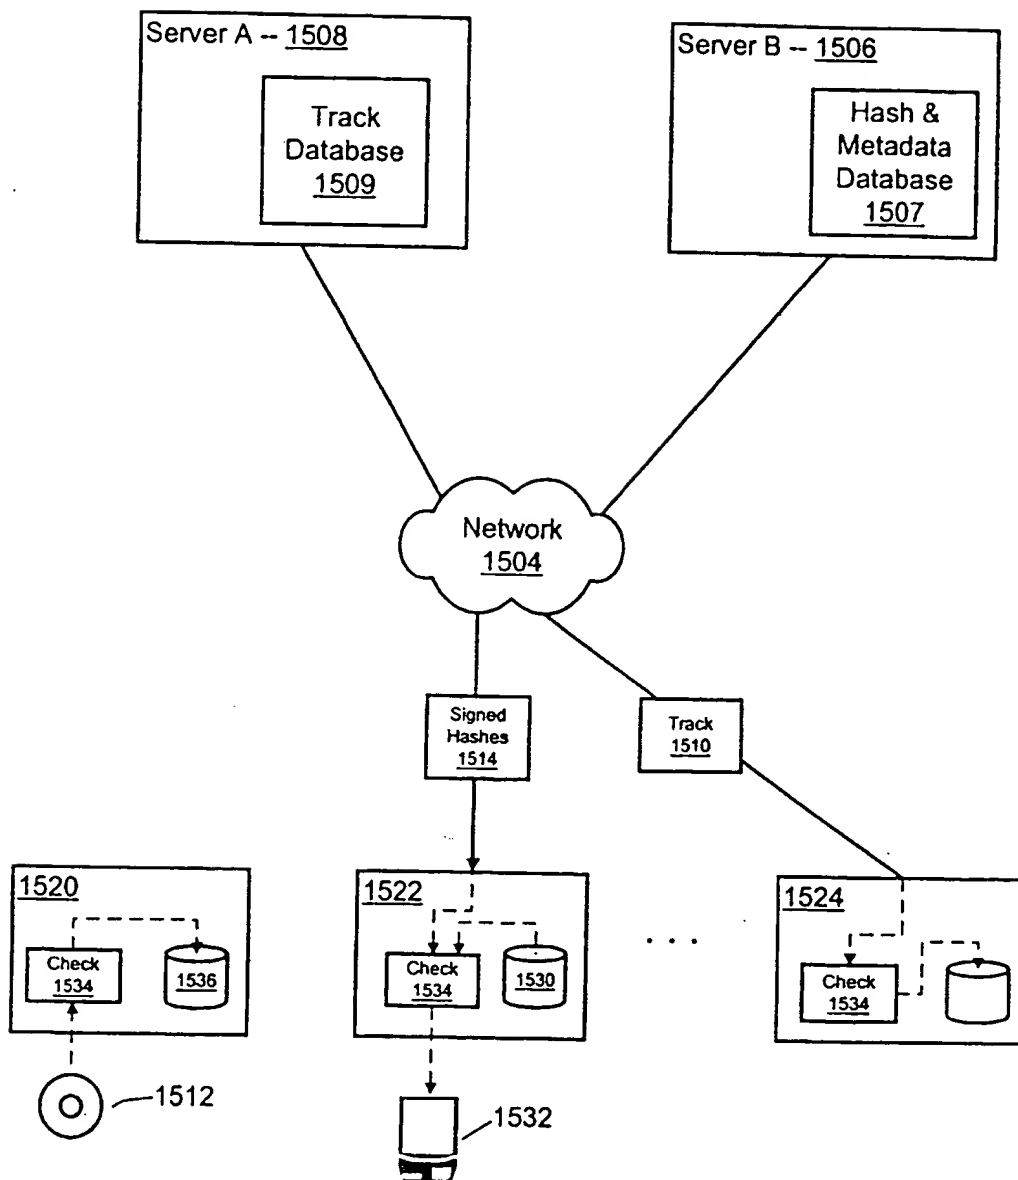 Server A -- 1508
Track
Database
1509
Server B -- 1506
Hash &
Metadata
Database
1507
Network
1504
Signed
Hashes
1514
Track
1510
1520
Check
1534
1536
1512
1522
Check
1534
1530
1532
. . .
1524
Check
1534